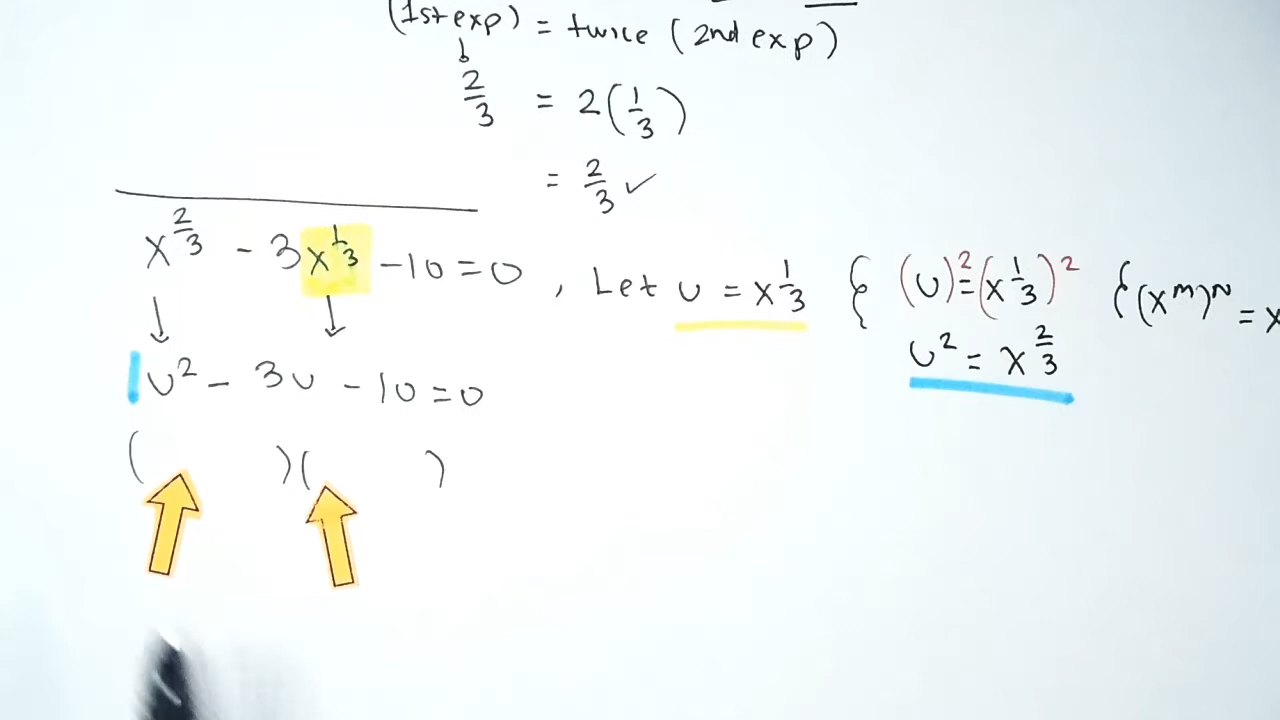 (1st exp) = twice (2nd exp)
2/3 = 2(1/3)
= 2/3 ✓
x^(2/3) - 3x^(1/3) - 10 = 0 , Let u = x^(1/3) { (u)^2 = (x^(1/3))^2 { (x^m)^n = x
u^2 = x^(2/3)
1u^2 - 3u - 10 = 0
( )( )